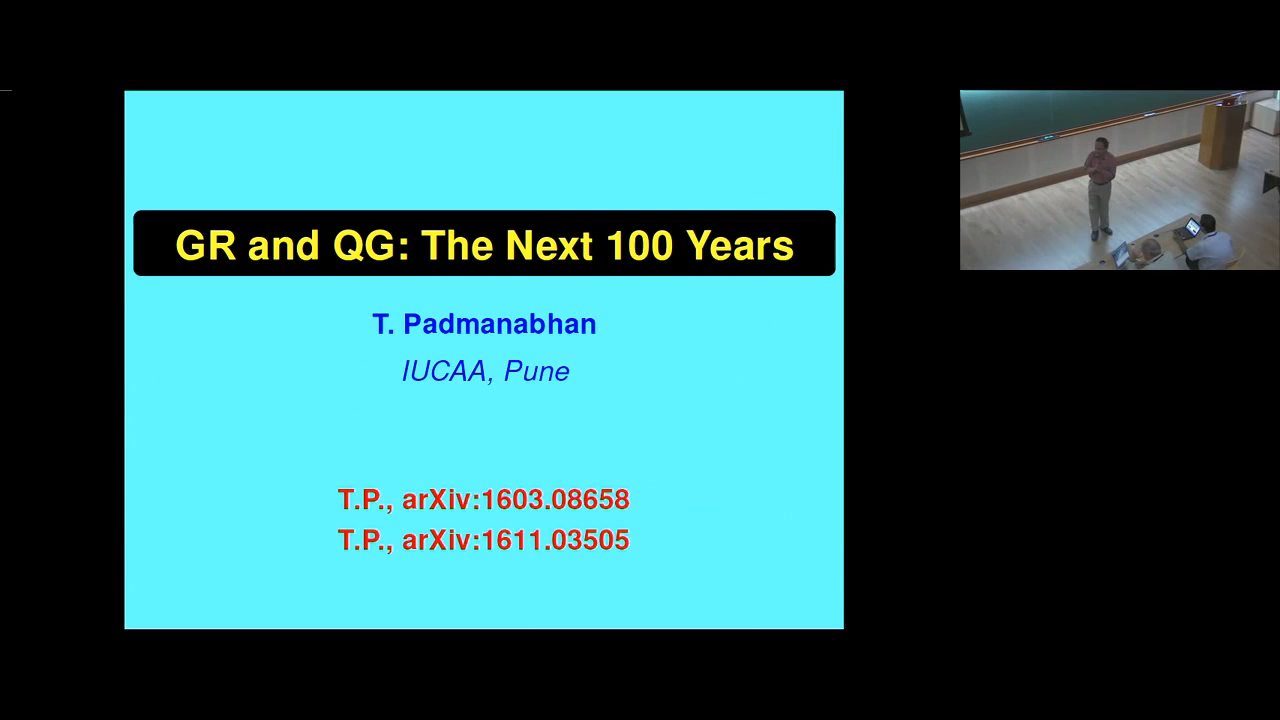 GR and QG: The Next 100 Years
T. Padmanabhan
IUCAA, Pune
T.P., arXiv:1603.08658
T.P., arXiv:1611.03505